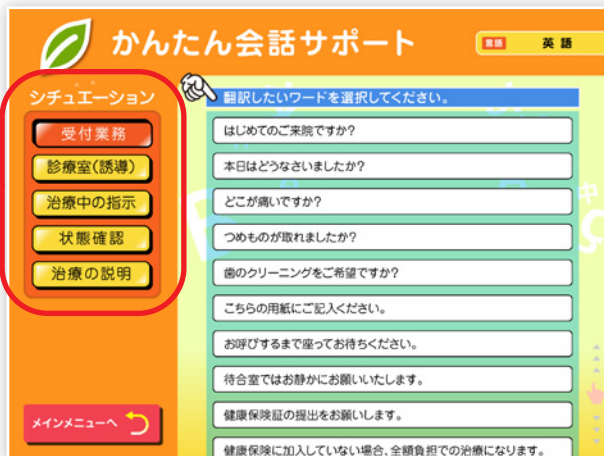 かんたん会話サポート
言語 英語
シチュエーション
受付業務
診療室(誘導)
治療中の指示
状態確認
治療の説明
メインメニューへ
翻訳したいワードを選択してください。
はじめてのご来院ですか?
本日はどうなさいましたか?
どこが痛いですか?
つめものが取れましたか?
歯のクリーニングをご希望ですか?
こちらの用紙にご記入ください。
お呼びするまで座ってお待ちください。
待合室ではお静かにお願いいたします。
健康保険証の提出をお願いします。
健康保険に加入していない場合、全額負担での治療になります。
中